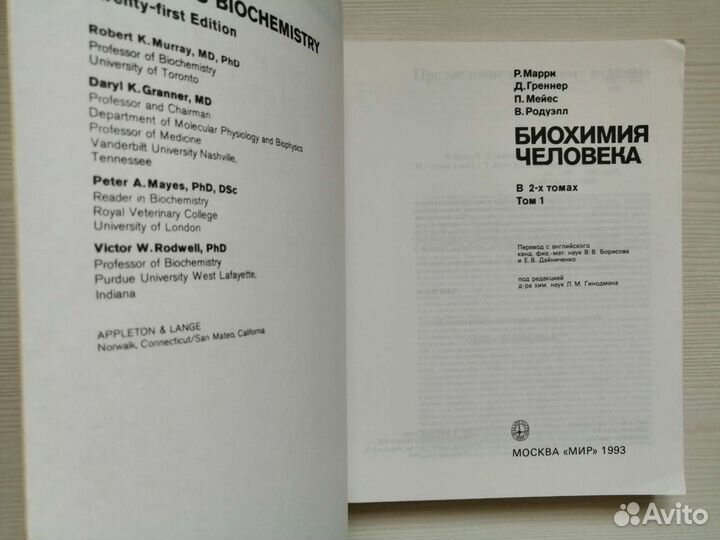 BIOCHEMISTRY
Twenty-first Edition
Robert K. Murray, MD, PhD
Professor of Biochemistry
University of Toronto
Daryl K. Granner, MD
Professor and Chairman
Department of Molecular Physiology and Biophysics
Professor of Medicine
Vanderbilt University Nashville,
Tennessee
Peter A. Mayes, PhD, DSc
Reader in Biochemistry
Royal Veterinary College
University of London
Victor W. Rodwell, PhD
Professor of Biochemistry
Purdue University West Lafayette,
Indiana
APPLETON & LANGE
Norwalk, Connecticut/San Mateo, California
Р. Марри
Д. Греннер
П. Мейес
В. Родуэлл
БИОХИМИЯ
ЧЕЛОВЕКА
В 2-х томах
Том 1
Перевод с английского
канд. физ.-мат. наук В. В. Борисова
и Е. В. Дайниченко
под редакцией
д-ра хим. наук Л. М. Гинодмана
МОСКВА «МИР» 1993
Avito